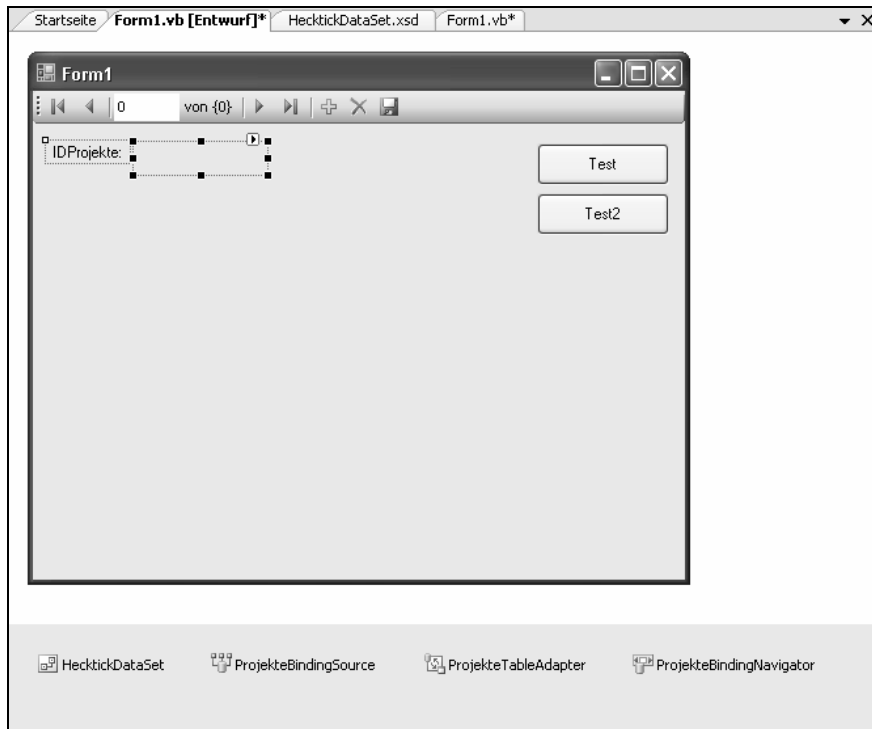 Startseite Form1.vb [Entwurf]* HecktickDataSet.xsd Form1.vb*
Form1
0 von {0}
IDProjekte:
Test
Test2
HecktickDataSet ProjekteBindingSource ProjekteTableAdapter ProjekteBindingNavigator